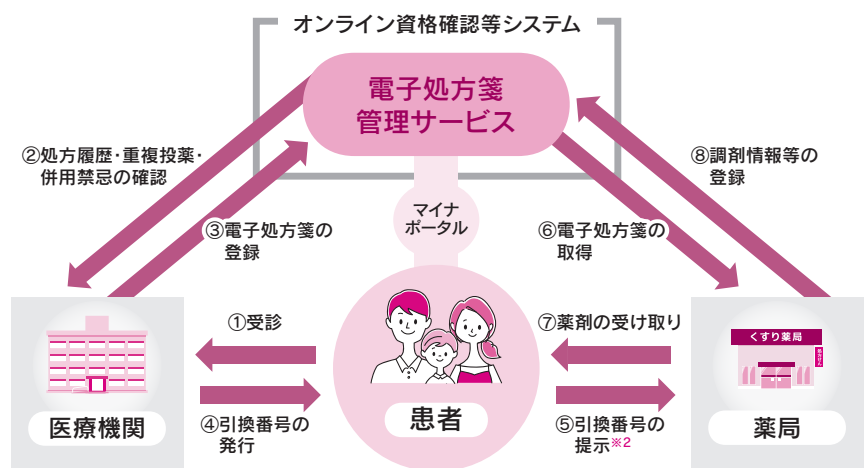 オンライン資格確認等システム
電子処方箋
管理サービス
②処方履歴・重複投薬・
併用禁忌の確認
⑧調剤情報等の
登録
マイナ
ポータル
③電子処方箋の
登録
⑥電子処方箋の
取得
①受診
⑦薬剤の受け取り
くすり薬局
医療機関
④引換番号の
発行
患者
⑤引換番号の
提示※2
薬局